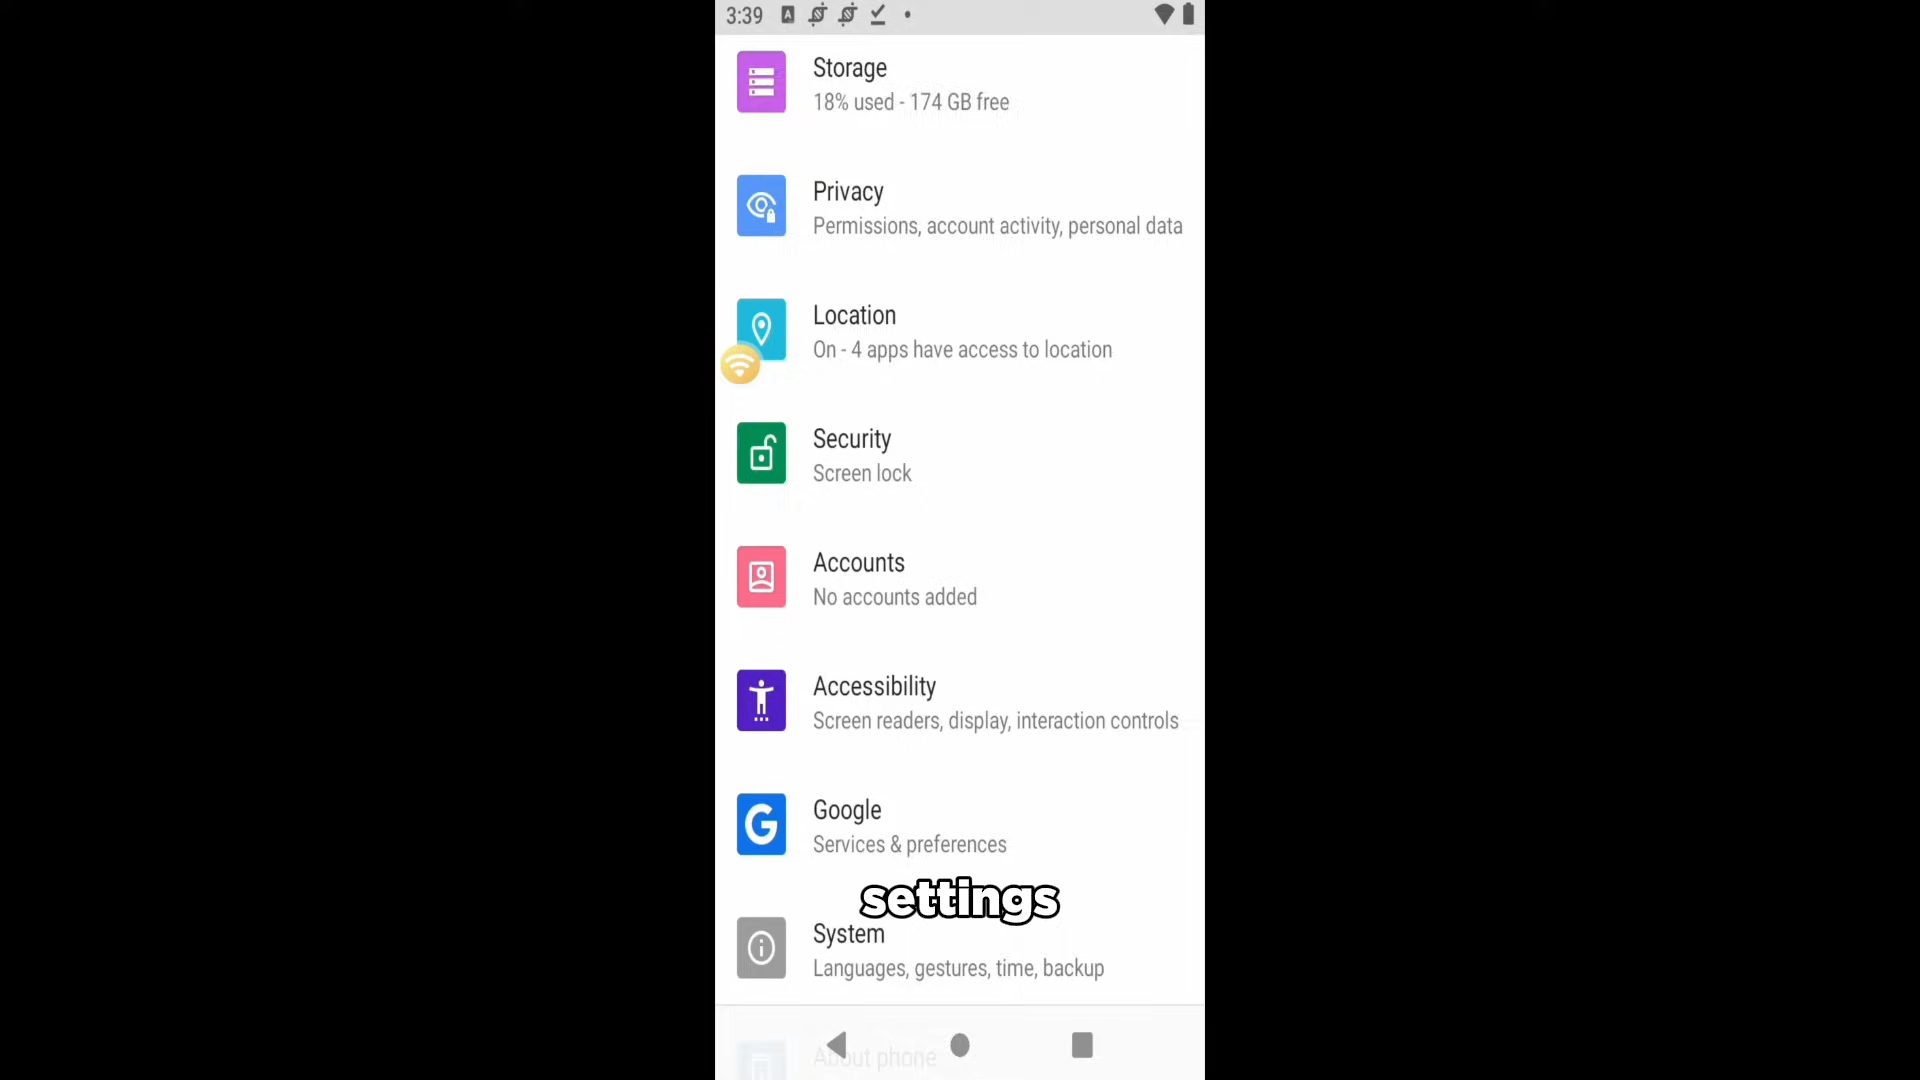 3:39
Storage
18% used - 174 GB free
Privacy
Permissions, account activity, personal data
Location
On - 4 apps have access to location
Security
Screen lock
Accounts
No accounts added
Accessibility
Screen readers, display, interaction controls
Google
Services & preferences
settings
System
Languages, gestures, time, backup
About phone